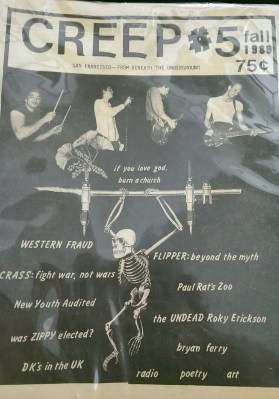 CREEP 5 fall
1980
75¢
SAN FRANCISCO—FROM BENEATH THE UNDERGROUND
if you love god,
burn a church
WESTERN FRAUD
FLIPPER: beyond the myth
CRASS: fight war, not wars
Paul Rat's Zoo
New Youth Audited
the UNDEAD Roky Erickson
was ZIPPY elected?
bryan ferry
DK's in the UK
radio poetry art